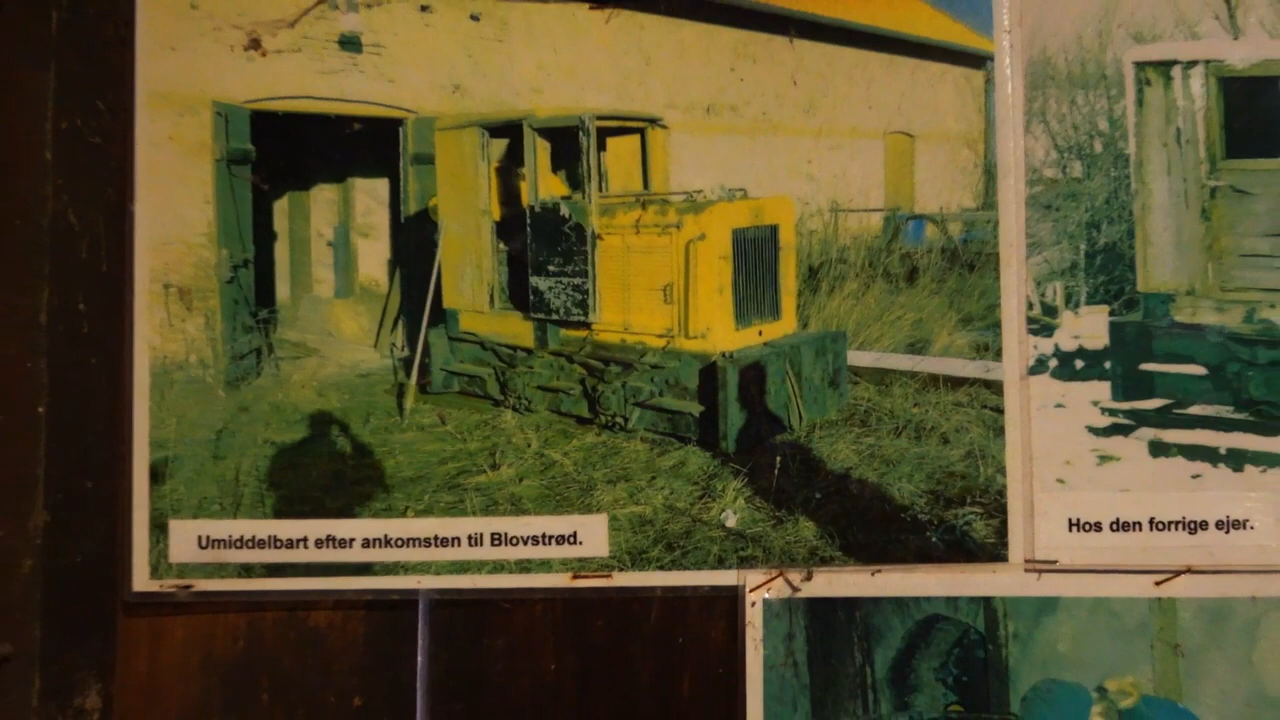 Umiddelbart efter ankomsten til Blovstrød.
Hos den forrige ejer.